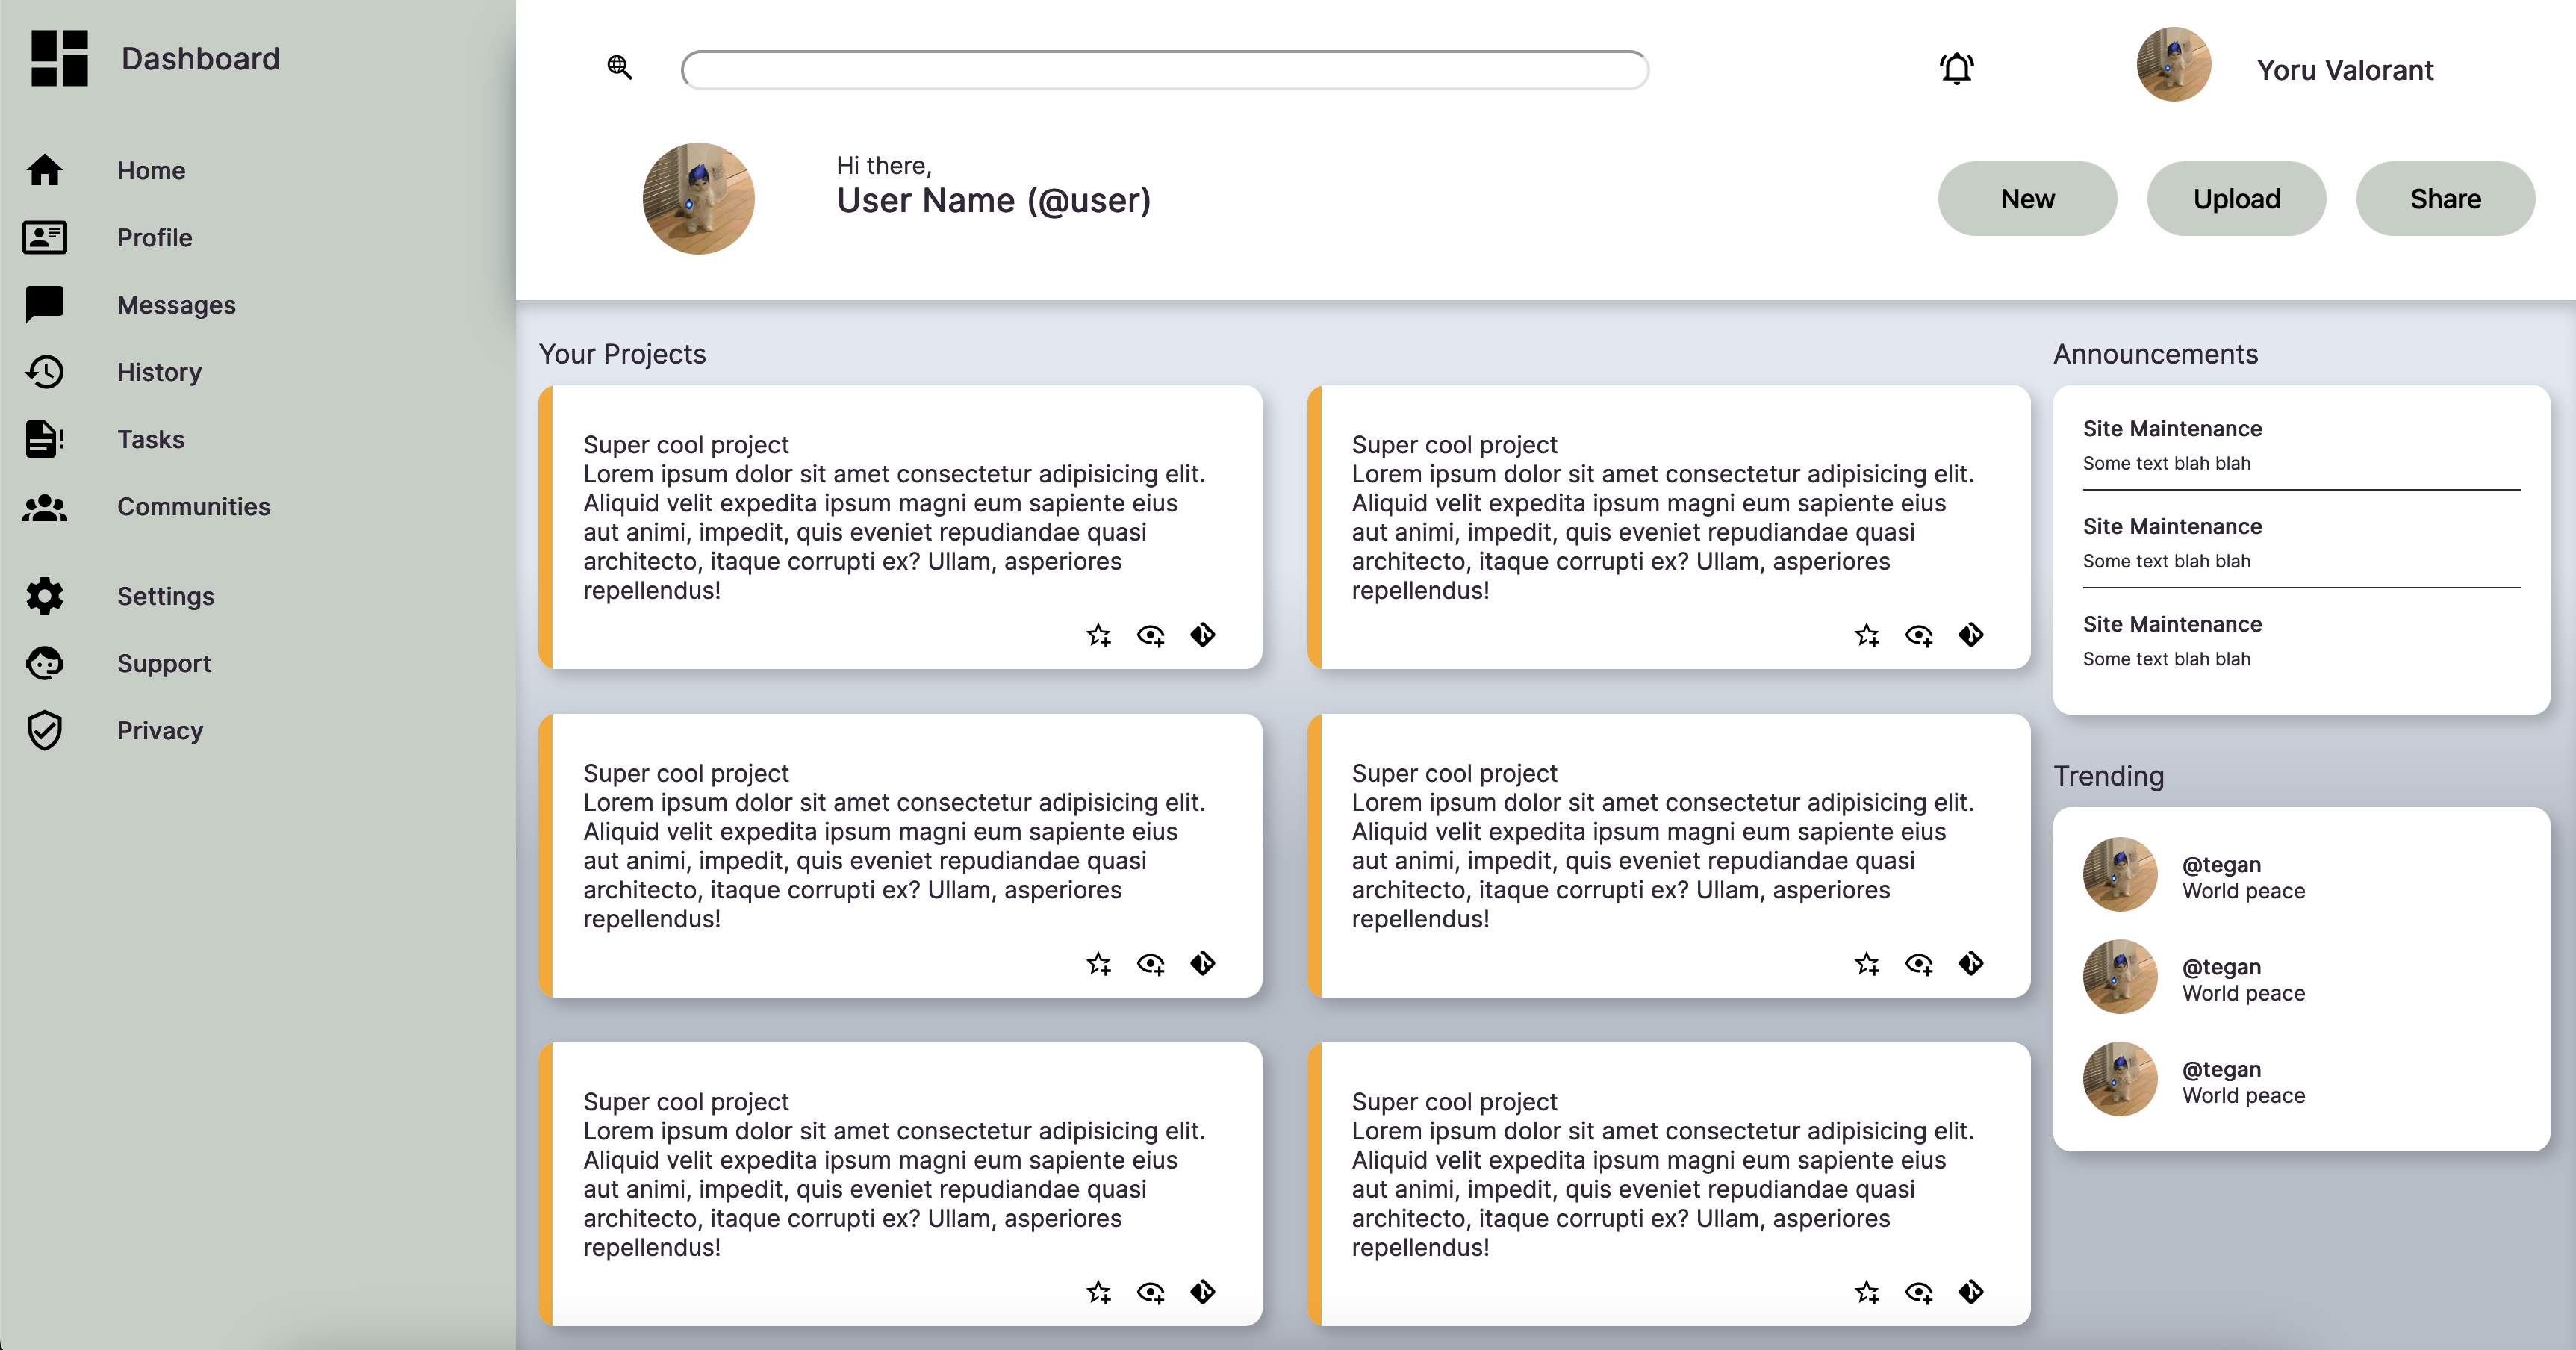 Dashboard
Home
Profile
Messages
History
Tasks
Communities
Settings
Support
Privacy
Yoru Valorant
Hi there,
User Name (@user)
New
Upload
Share
Your Projects
Super cool project
Lorem ipsum dolor sit amet consectetur adipisicing elit.
Aliquid velit expedita ipsum magni eum sapiente eius
aut animi, impedit, quis eveniet repudiandae quasi
architecto, itaque corrupti ex? Ullam, asperiores
repellendus!
Super cool project
Lorem ipsum dolor sit amet consectetur adipisicing elit.
Aliquid velit expedita ipsum magni eum sapiente eius
aut animi, impedit, quis eveniet repudiandae quasi
architecto, itaque corrupti ex? Ullam, asperiores
repellendus!
Super cool project
Lorem ipsum dolor sit amet consectetur adipisicing elit.
Aliquid velit expedita ipsum magni eum sapiente eius
aut animi, impedit, quis eveniet repudiandae quasi
architecto, itaque corrupti ex? Ullam, asperiores
repellendus!
Super cool project
Lorem ipsum dolor sit amet consectetur adipisicing elit.
Aliquid velit expedita ipsum magni eum sapiente eius
aut animi, impedit, quis eveniet repudiandae quasi
architecto, itaque corrupti ex? Ullam, asperiores
repellendus!
Super cool project
Lorem ipsum dolor sit amet consectetur adipisicing elit.
Aliquid velit expedita ipsum magni eum sapiente eius
aut animi, impedit, quis eveniet repudiandae quasi
architecto, itaque corrupti ex? Ullam, asperiores
repellendus!
Super cool project
Lorem ipsum dolor sit amet consectetur adipisicing elit.
Aliquid velit expedita ipsum magni eum sapiente eius
aut animi, impedit, quis eveniet repudiandae quasi
architecto, itaque corrupti ex? Ullam, asperiores
repellendus!
Announcements
Site Maintenance
Some text blah blah
Site Maintenance
Some text blah blah
Site Maintenance
Some text blah blah
Trending
@tegan
World peace
@tegan
World peace
@tegan
World peace